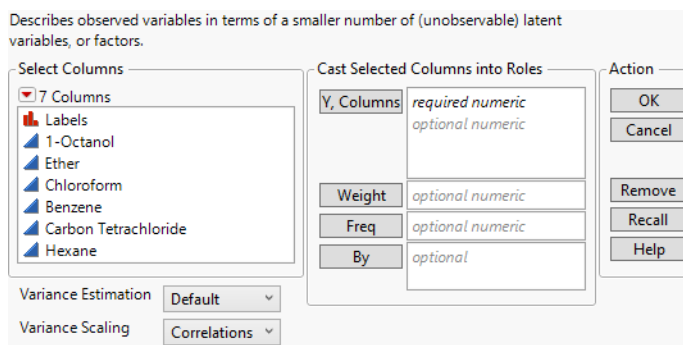 Describes observed variables in terms of a smaller number of (unobservable) latent
variables, or factors.
Select Columns
7 Columns
Labels
1-Octanol
Ether
Chloroform
Benzene
Carbon Tetrachloride
Hexane
Variance Estimation Default
Variance Scaling Correlations
Cast Selected Columns into Roles
Y, Columns required numeric
optional numeric
Weight optional numeric
Freq optional numeric
By optional
Action
OK
Cancel
Remove
Recall
Help